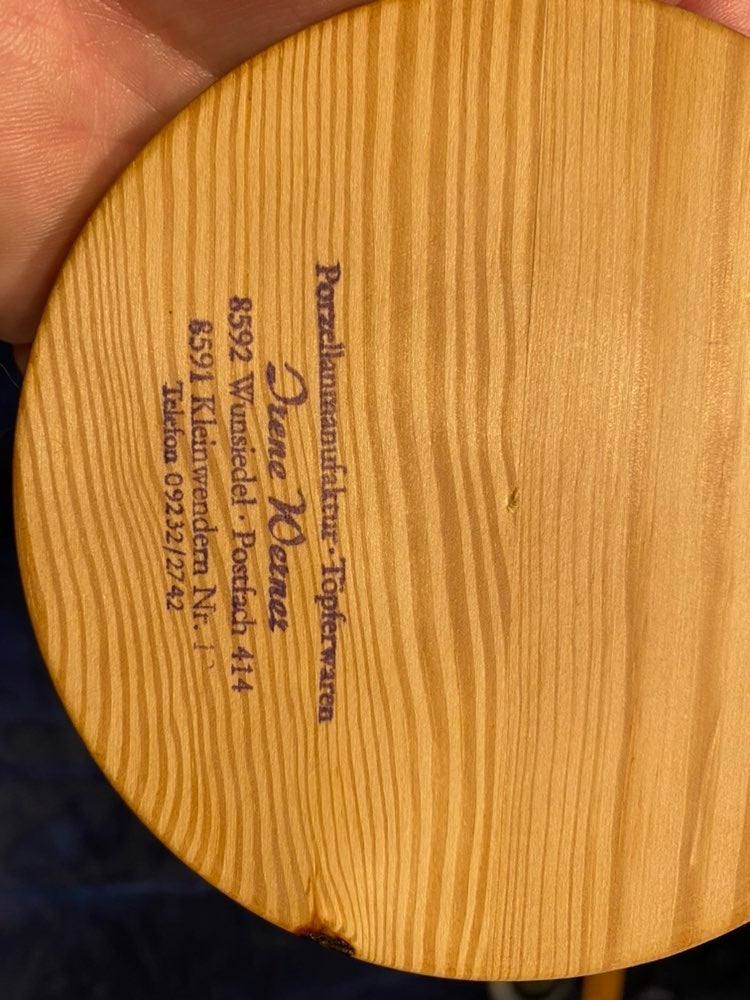 Porzellanmanufaktur · Töpferwaren
Irene Werner
8592 Wunsiedel · Postfach 414
8591 Kleinwendern Nr.
Telefon 09232/2742